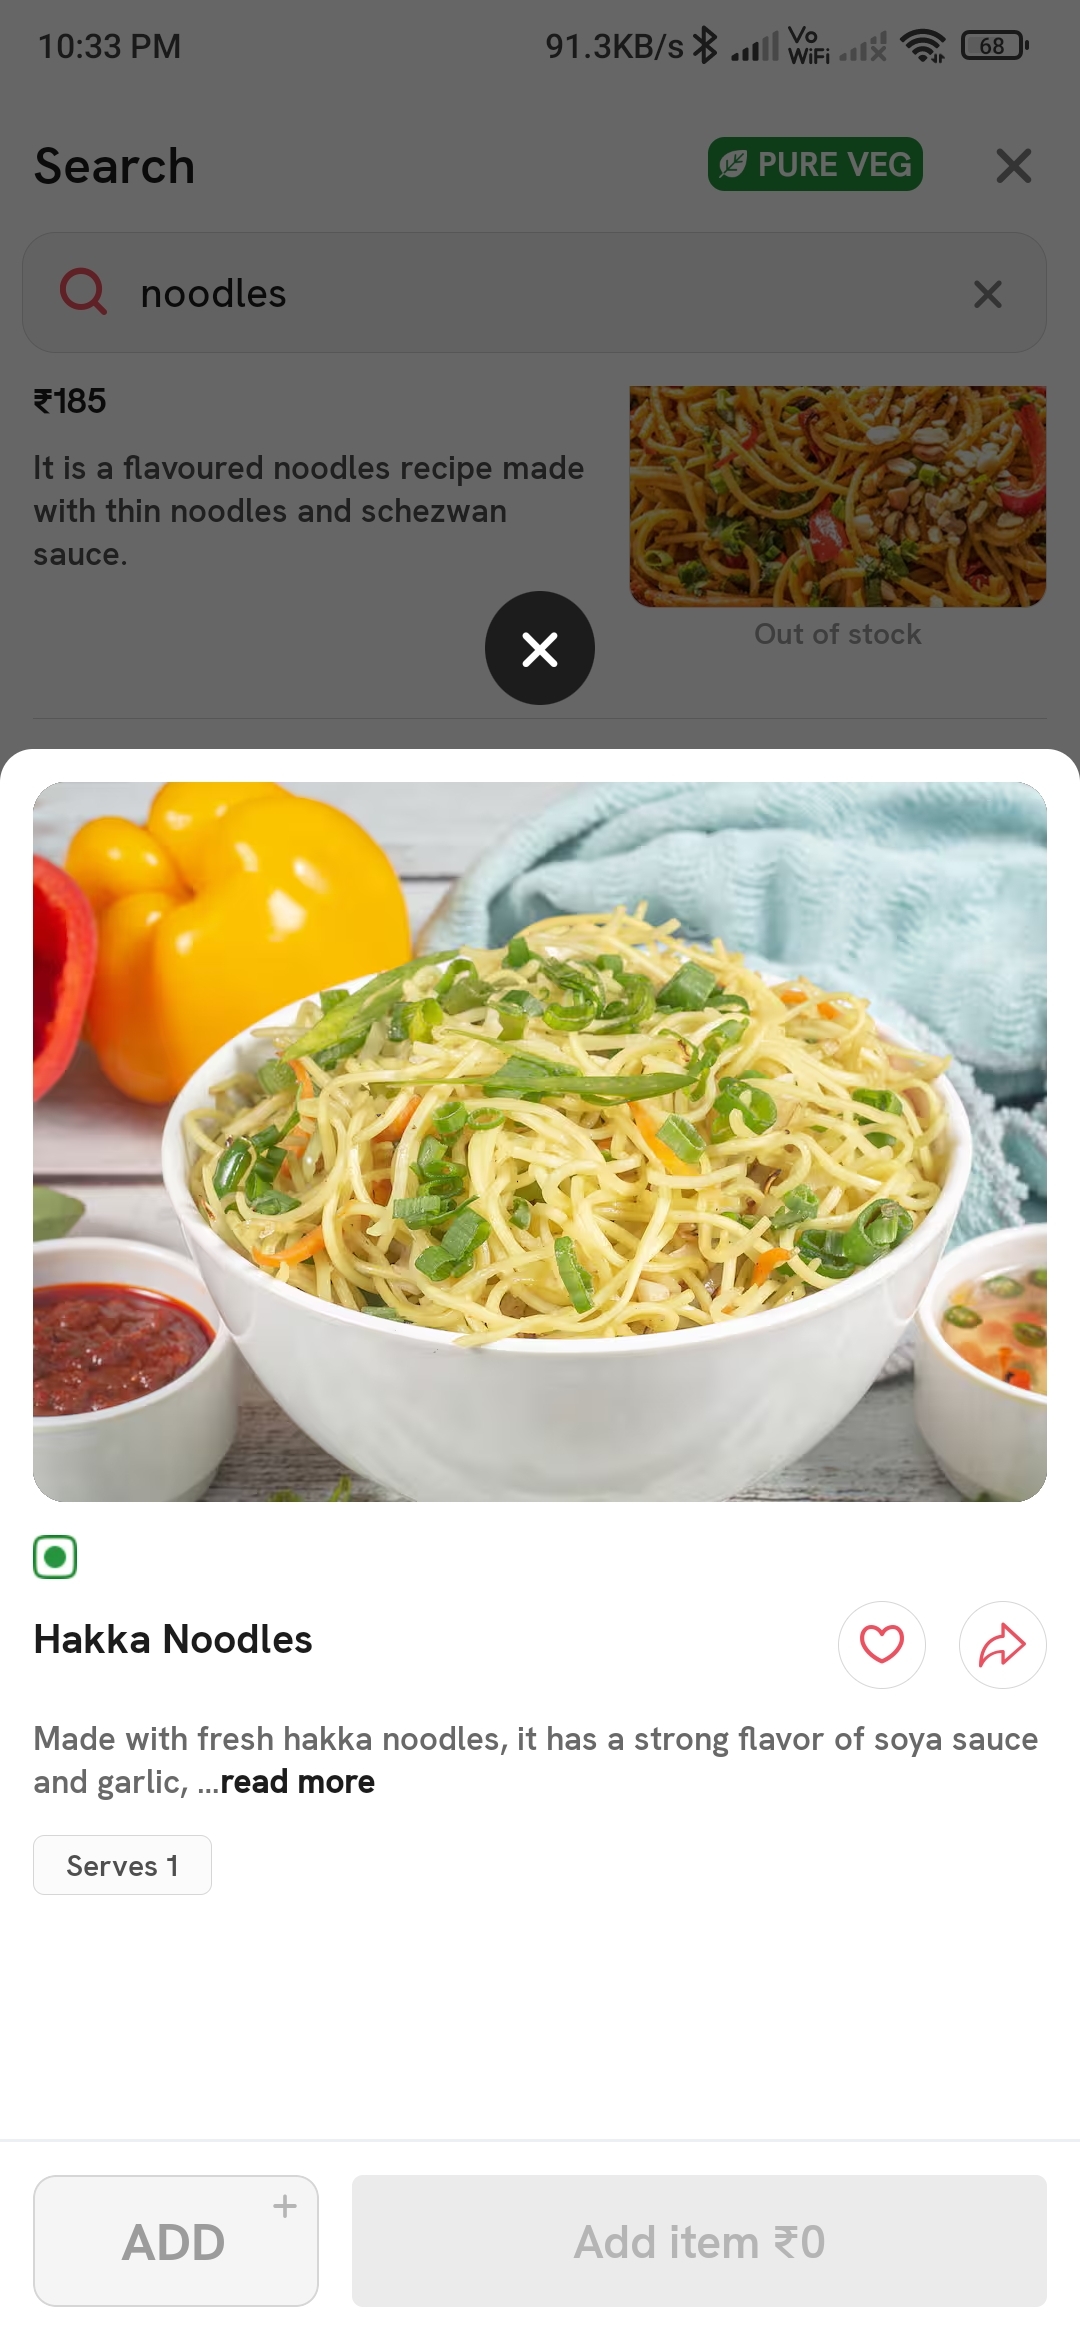 10:33 PM 91.3KB/s Vo WiFi 68
Search PURE VEG
noodles
₹185
It is a flavoured noodles recipe made
with thin noodles and schezwan
sauce.
Out of stock
Hakka Noodles
Made with fresh hakka noodles, it has a strong flavor of soya sauce
and garlic, ...read more
Serves 1
ADD +
Add item ₹0